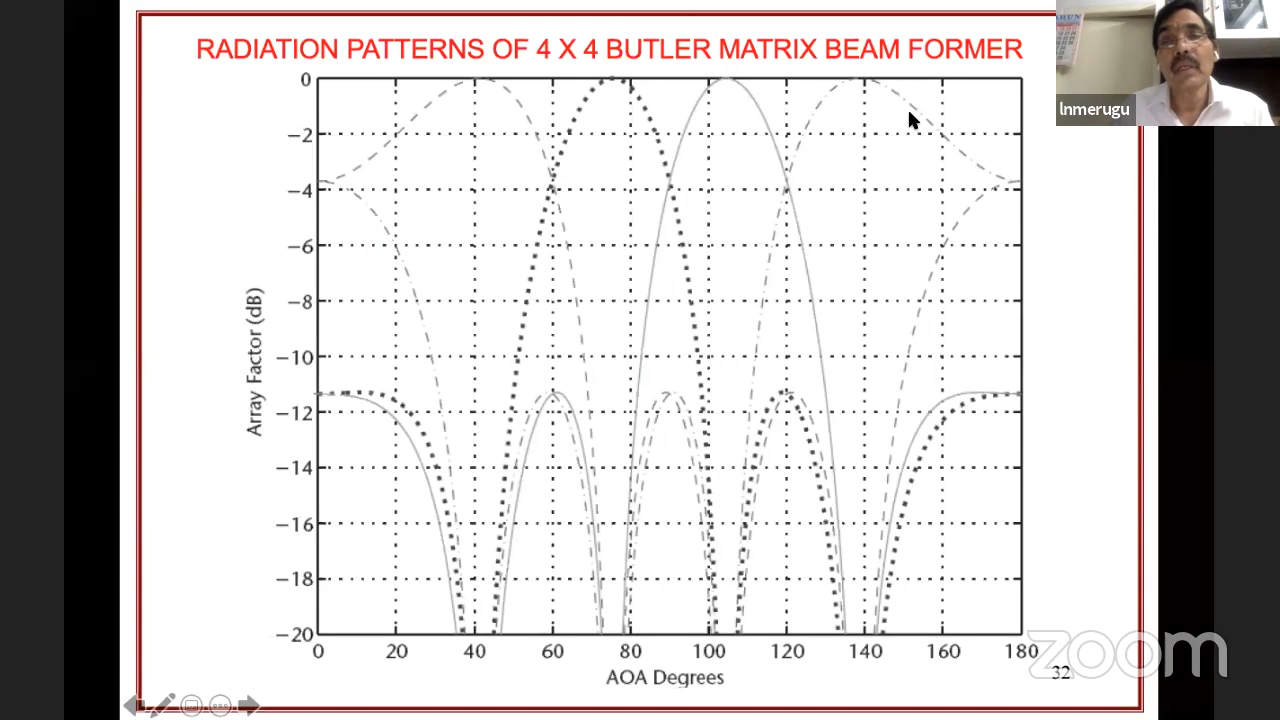 RADIATION PATTERNS OF 4 X 4 BUTLER MATRIX BEAM FORMER
lnmerugu
0
−2
−4
−6
−8
−10
−12
−14
−16
−18
−20
Array Factor (dB)
0 20 40 60 80 100 120 140 160 180
AOA Degrees
32
zoom